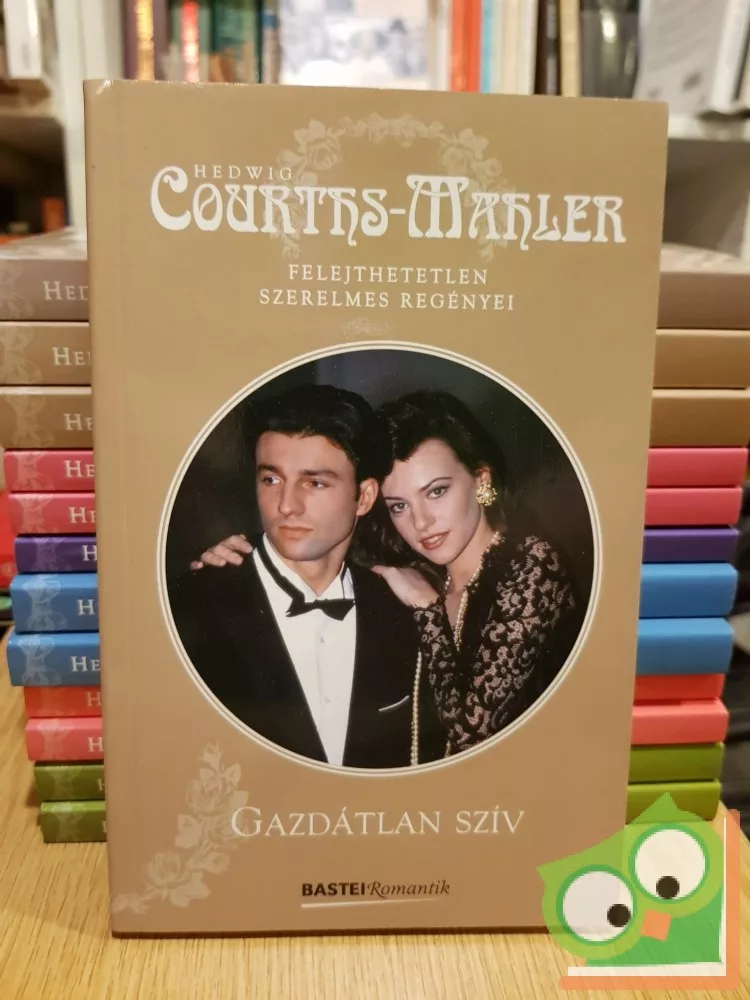 HEDWIG
COURTHS-MAHLER
FELEJTHETETLEN
SZERELMES REGÉNYEI
GAZDÁTLAN SZÍV
BASTEI Romantik